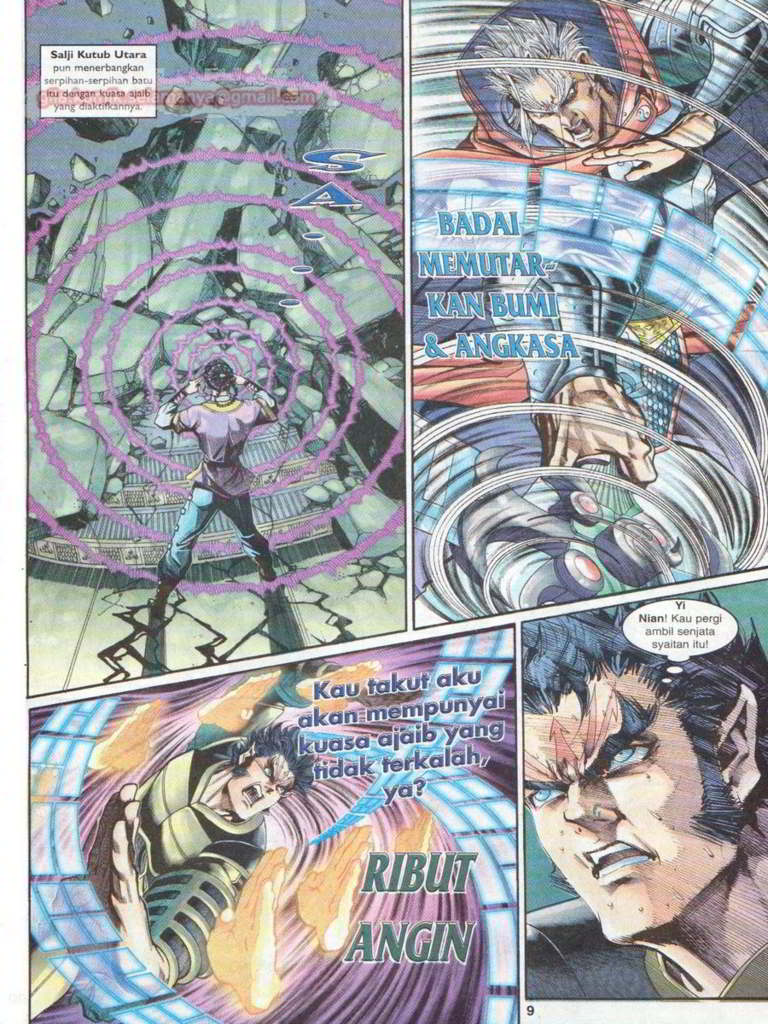 Salji Kutub Utara
pun menerbangkan
serpihan-serpihan batu
itu dengan kuasa ajaib
yang diaktifkannya.
S
A
-
-
-
BADAI
MEMUTAR-
KAN BUMI
& ANGKASA
Yi
Nian! Kau pergi
ambil senjata
syaitan itu!
Kau takut aku
akan mempunyai
kuasa ajaib yang
tidak terkalah,
ya?
RIBUT
ANGIN
9